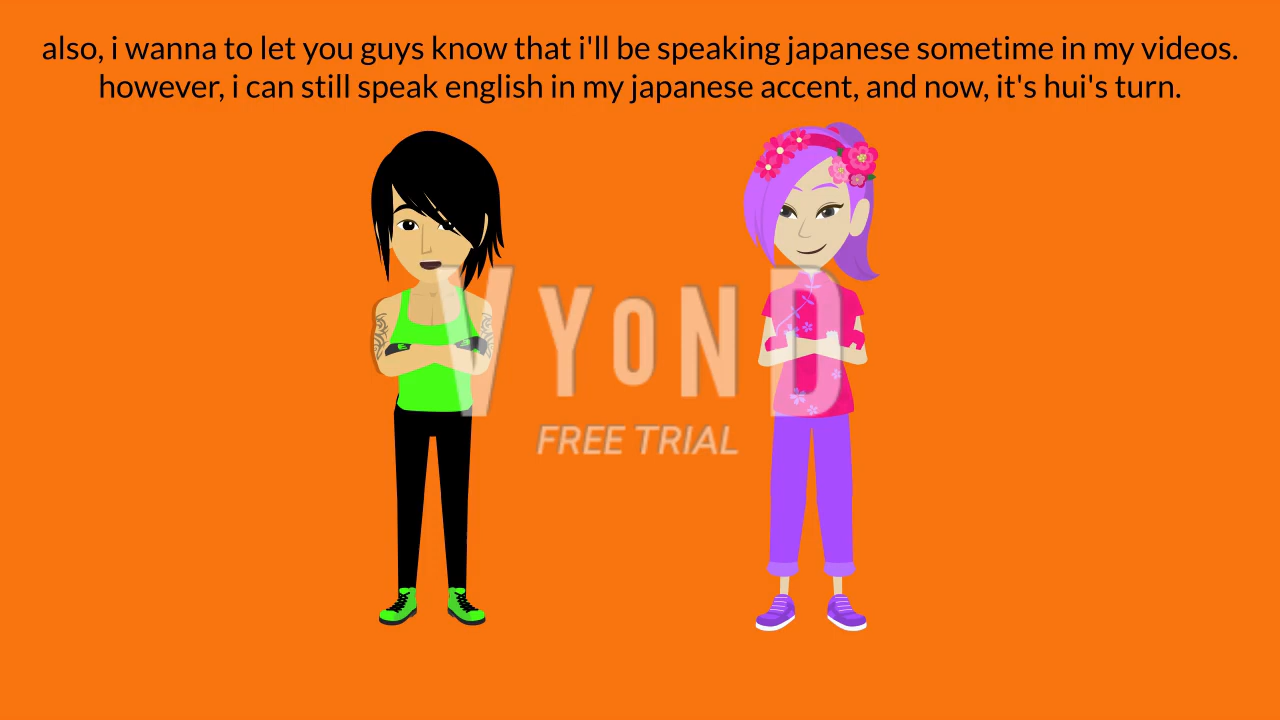 also, i wanna to let you guys know that i'll be speaking japanese sometime in my videos.
however, i can still speak english in my japanese accent, and now, it's hui's turn.
VYOND
FREE TRIAL